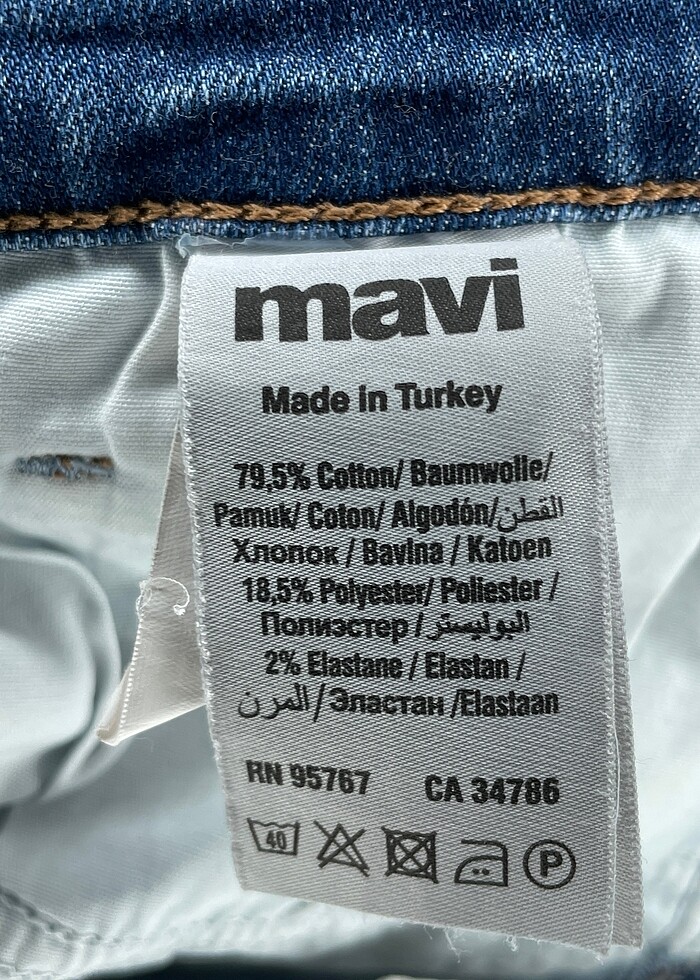 mavi
Made in Turkey
79,5% Cotton/ Baumwolle/
Pamuk/ Coton/ Algodón/القطن
Хлопок / Bavlna / Katoen
18,5% Polyester/ Poliester /
Полиэстер /البوليستر
2% Elastane / Elastan /
المرن/Эластан /Elastaan
RN 95767 CA 34786
40 P